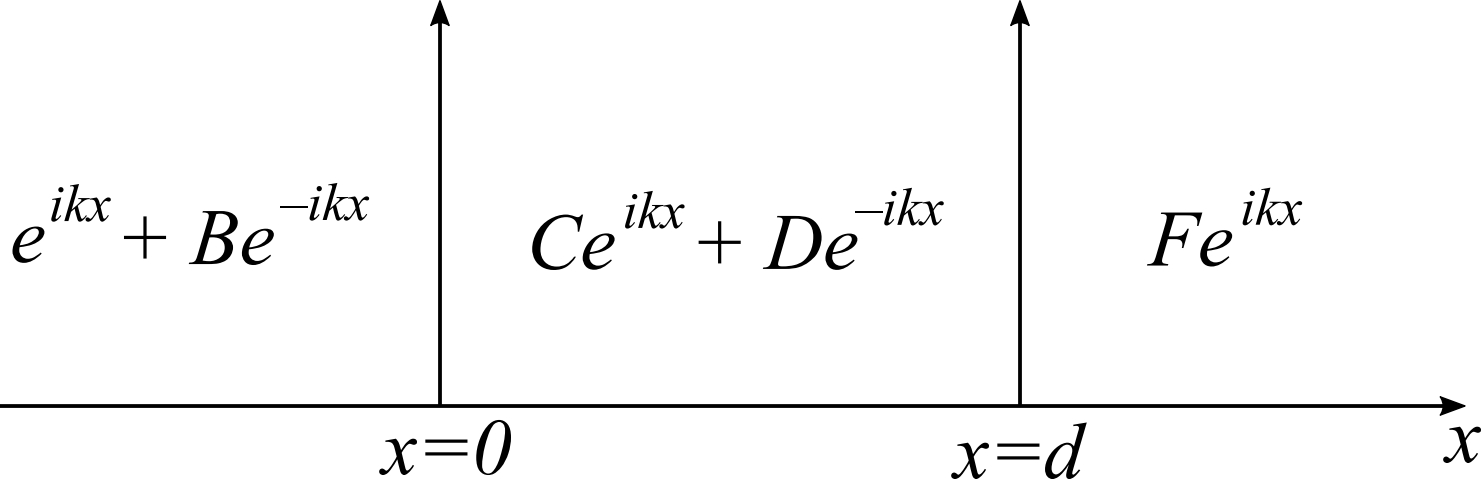 e^{ikx} + Be^{−ikx} Ce^{ikx} + De^{−ikx} Fe^{ikx}
x=0 x=d x